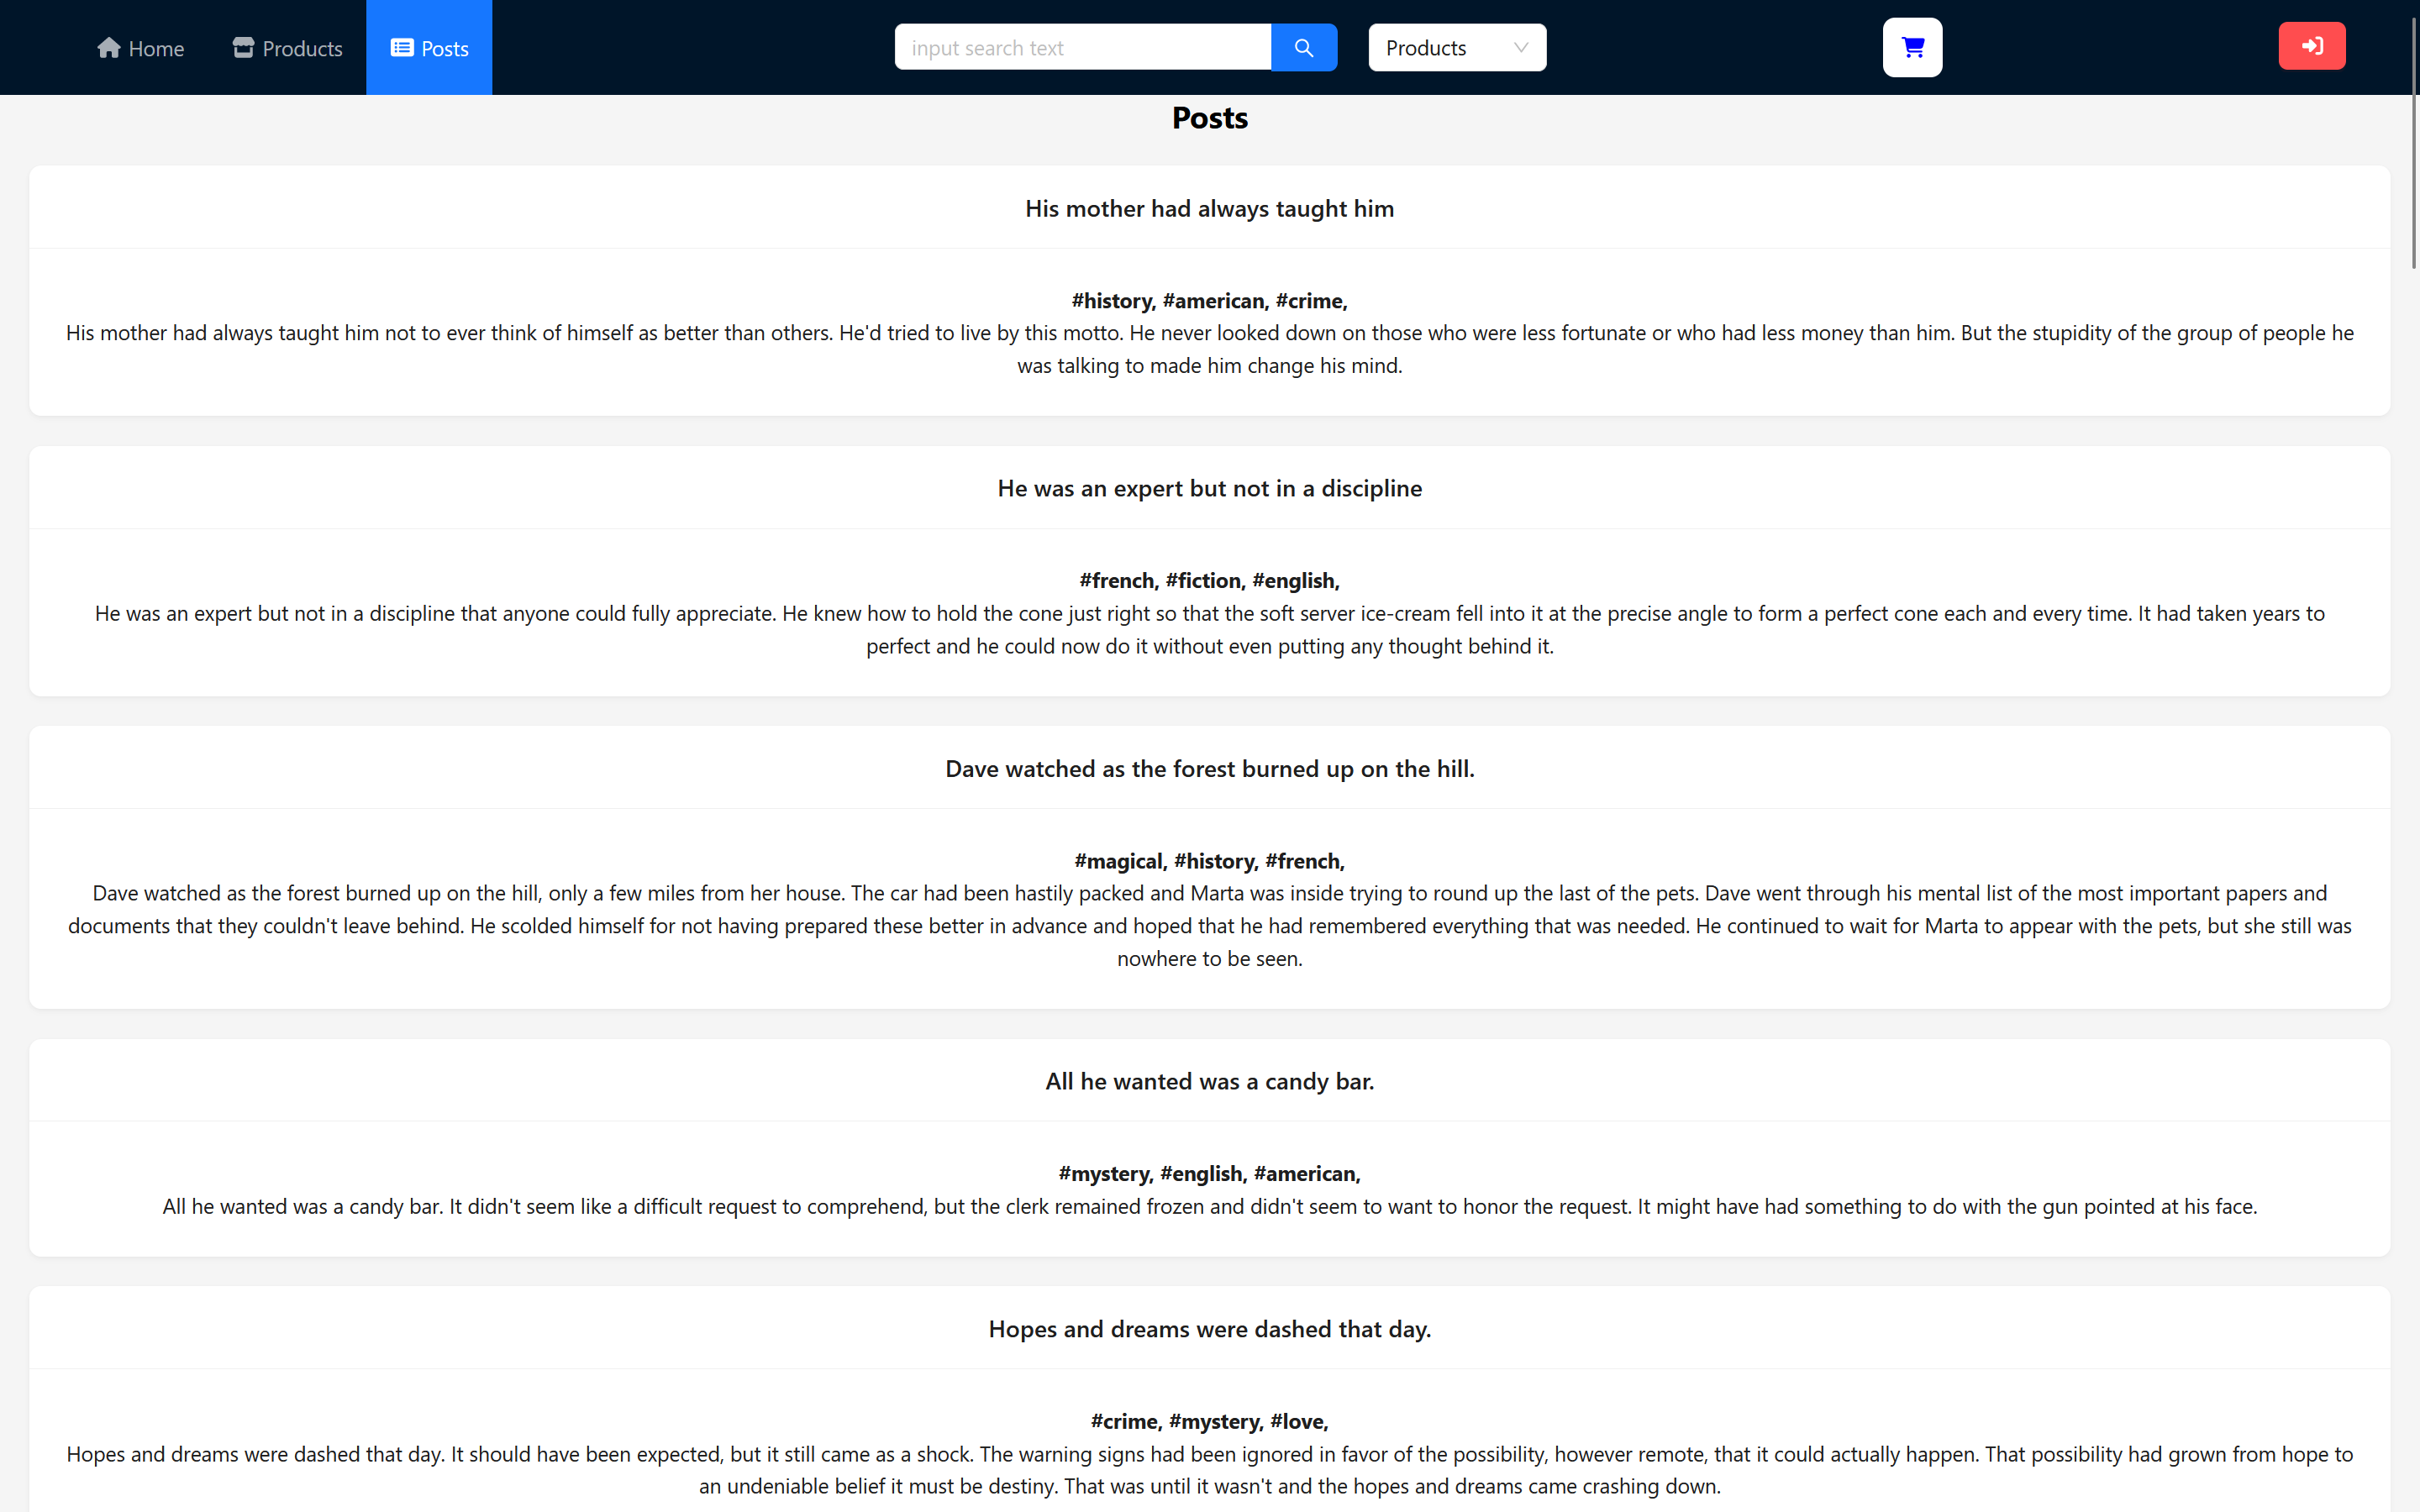 Home Products Posts input search text Products
Posts
His mother had always taught him
#history, #american, #crime,
His mother had always taught him not to ever think of himself as better than others. He'd tried to live by this motto. He never looked down on those who were less fortunate or who had less money than him. But the stupidity of the group of people he
was talking to made him change his mind.
He was an expert but not in a discipline
#french, #fiction, #english,
He was an expert but not in a discipline that anyone could fully appreciate. He knew how to hold the cone just right so that the soft server ice-cream fell into it at the precise angle to form a perfect cone each and every time. It had taken years to
perfect and he could now do it without even putting any thought behind it.
Dave watched as the forest burned up on the hill.
#magical, #history, #french,
Dave watched as the forest burned up on the hill, only a few miles from her house. The car had been hastily packed and Marta was inside trying to round up the last of the pets. Dave went through his mental list of the most important papers and
documents that they couldn't leave behind. He scolded himself for not having prepared these better in advance and hoped that he had remembered everything that was needed. He continued to wait for Marta to appear with the pets, but she still was
nowhere to be seen.
All he wanted was a candy bar.
#mystery, #english, #american,
All he wanted was a candy bar. It didn't seem like a difficult request to comprehend, but the clerk remained frozen and didn't seem to want to honor the request. It might have had something to do with the gun pointed at his face.
Hopes and dreams were dashed that day.
#crime, #mystery, #love,
Hopes and dreams were dashed that day. It should have been expected, but it still came as a shock. The warning signs had been ignored in favor of the possibility, however remote, that it could actually happen. That possibility had grown from hope to
an undeniable belief it must be destiny. That was until it wasn't and the hopes and dreams came crashing down.